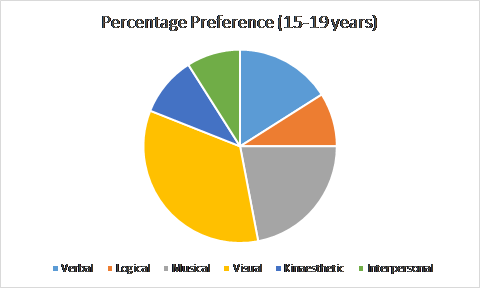 Percentage Preference (15-19 years)
Verbal Logical Musical Visual Kinaesthetic Interpersonal